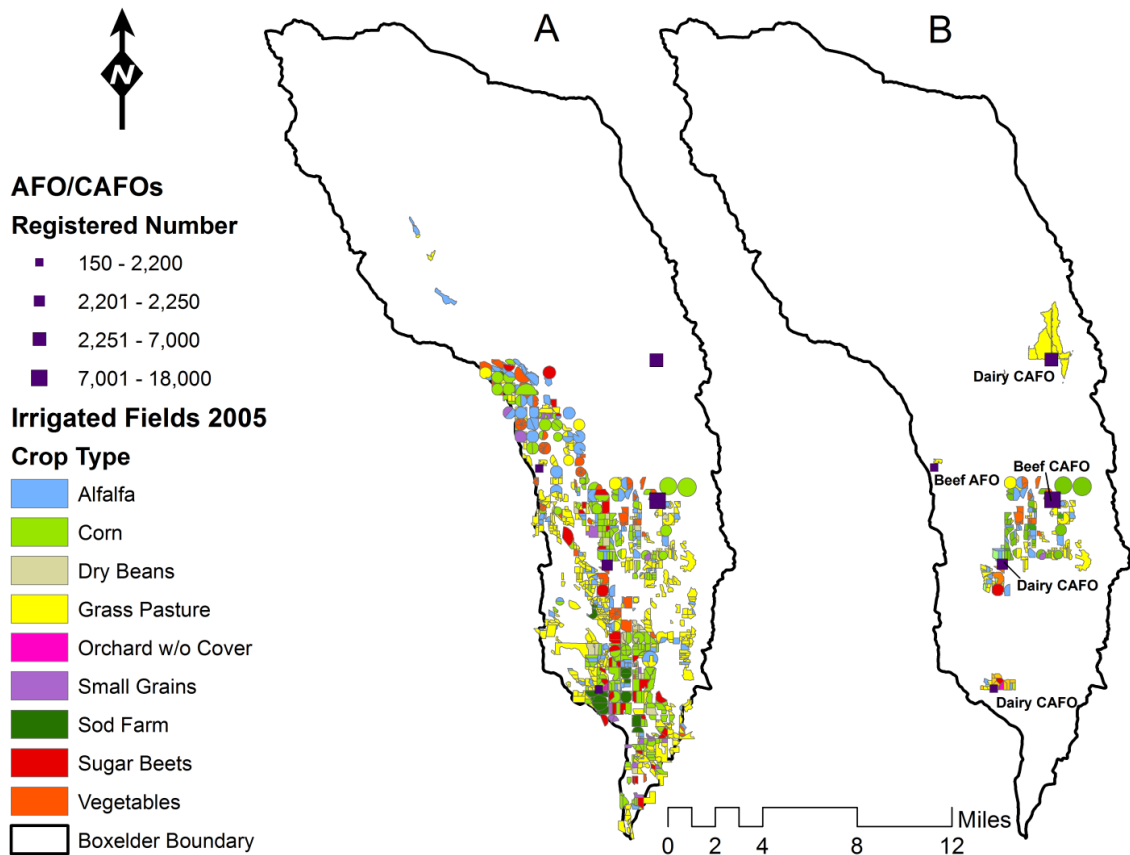 A
B
N
AFO/CAFOs
Registered Number
150 - 2,200
2,201 - 2,250
2,251 - 7,000
7,001 - 18,000
Irrigated Fields 2005
Crop Type
Alfalfa
Corn
Dry Beans
Grass Pasture
Orchard w/o Cover
Small Grains
Sod Farm
Sugar Beets
Vegetables
Boxelder Boundary
Dairy CAFO
Beef AFO
Beef CAFO
Dairy CAFO
Dairy CAFO
Miles
0 2 4 8 12